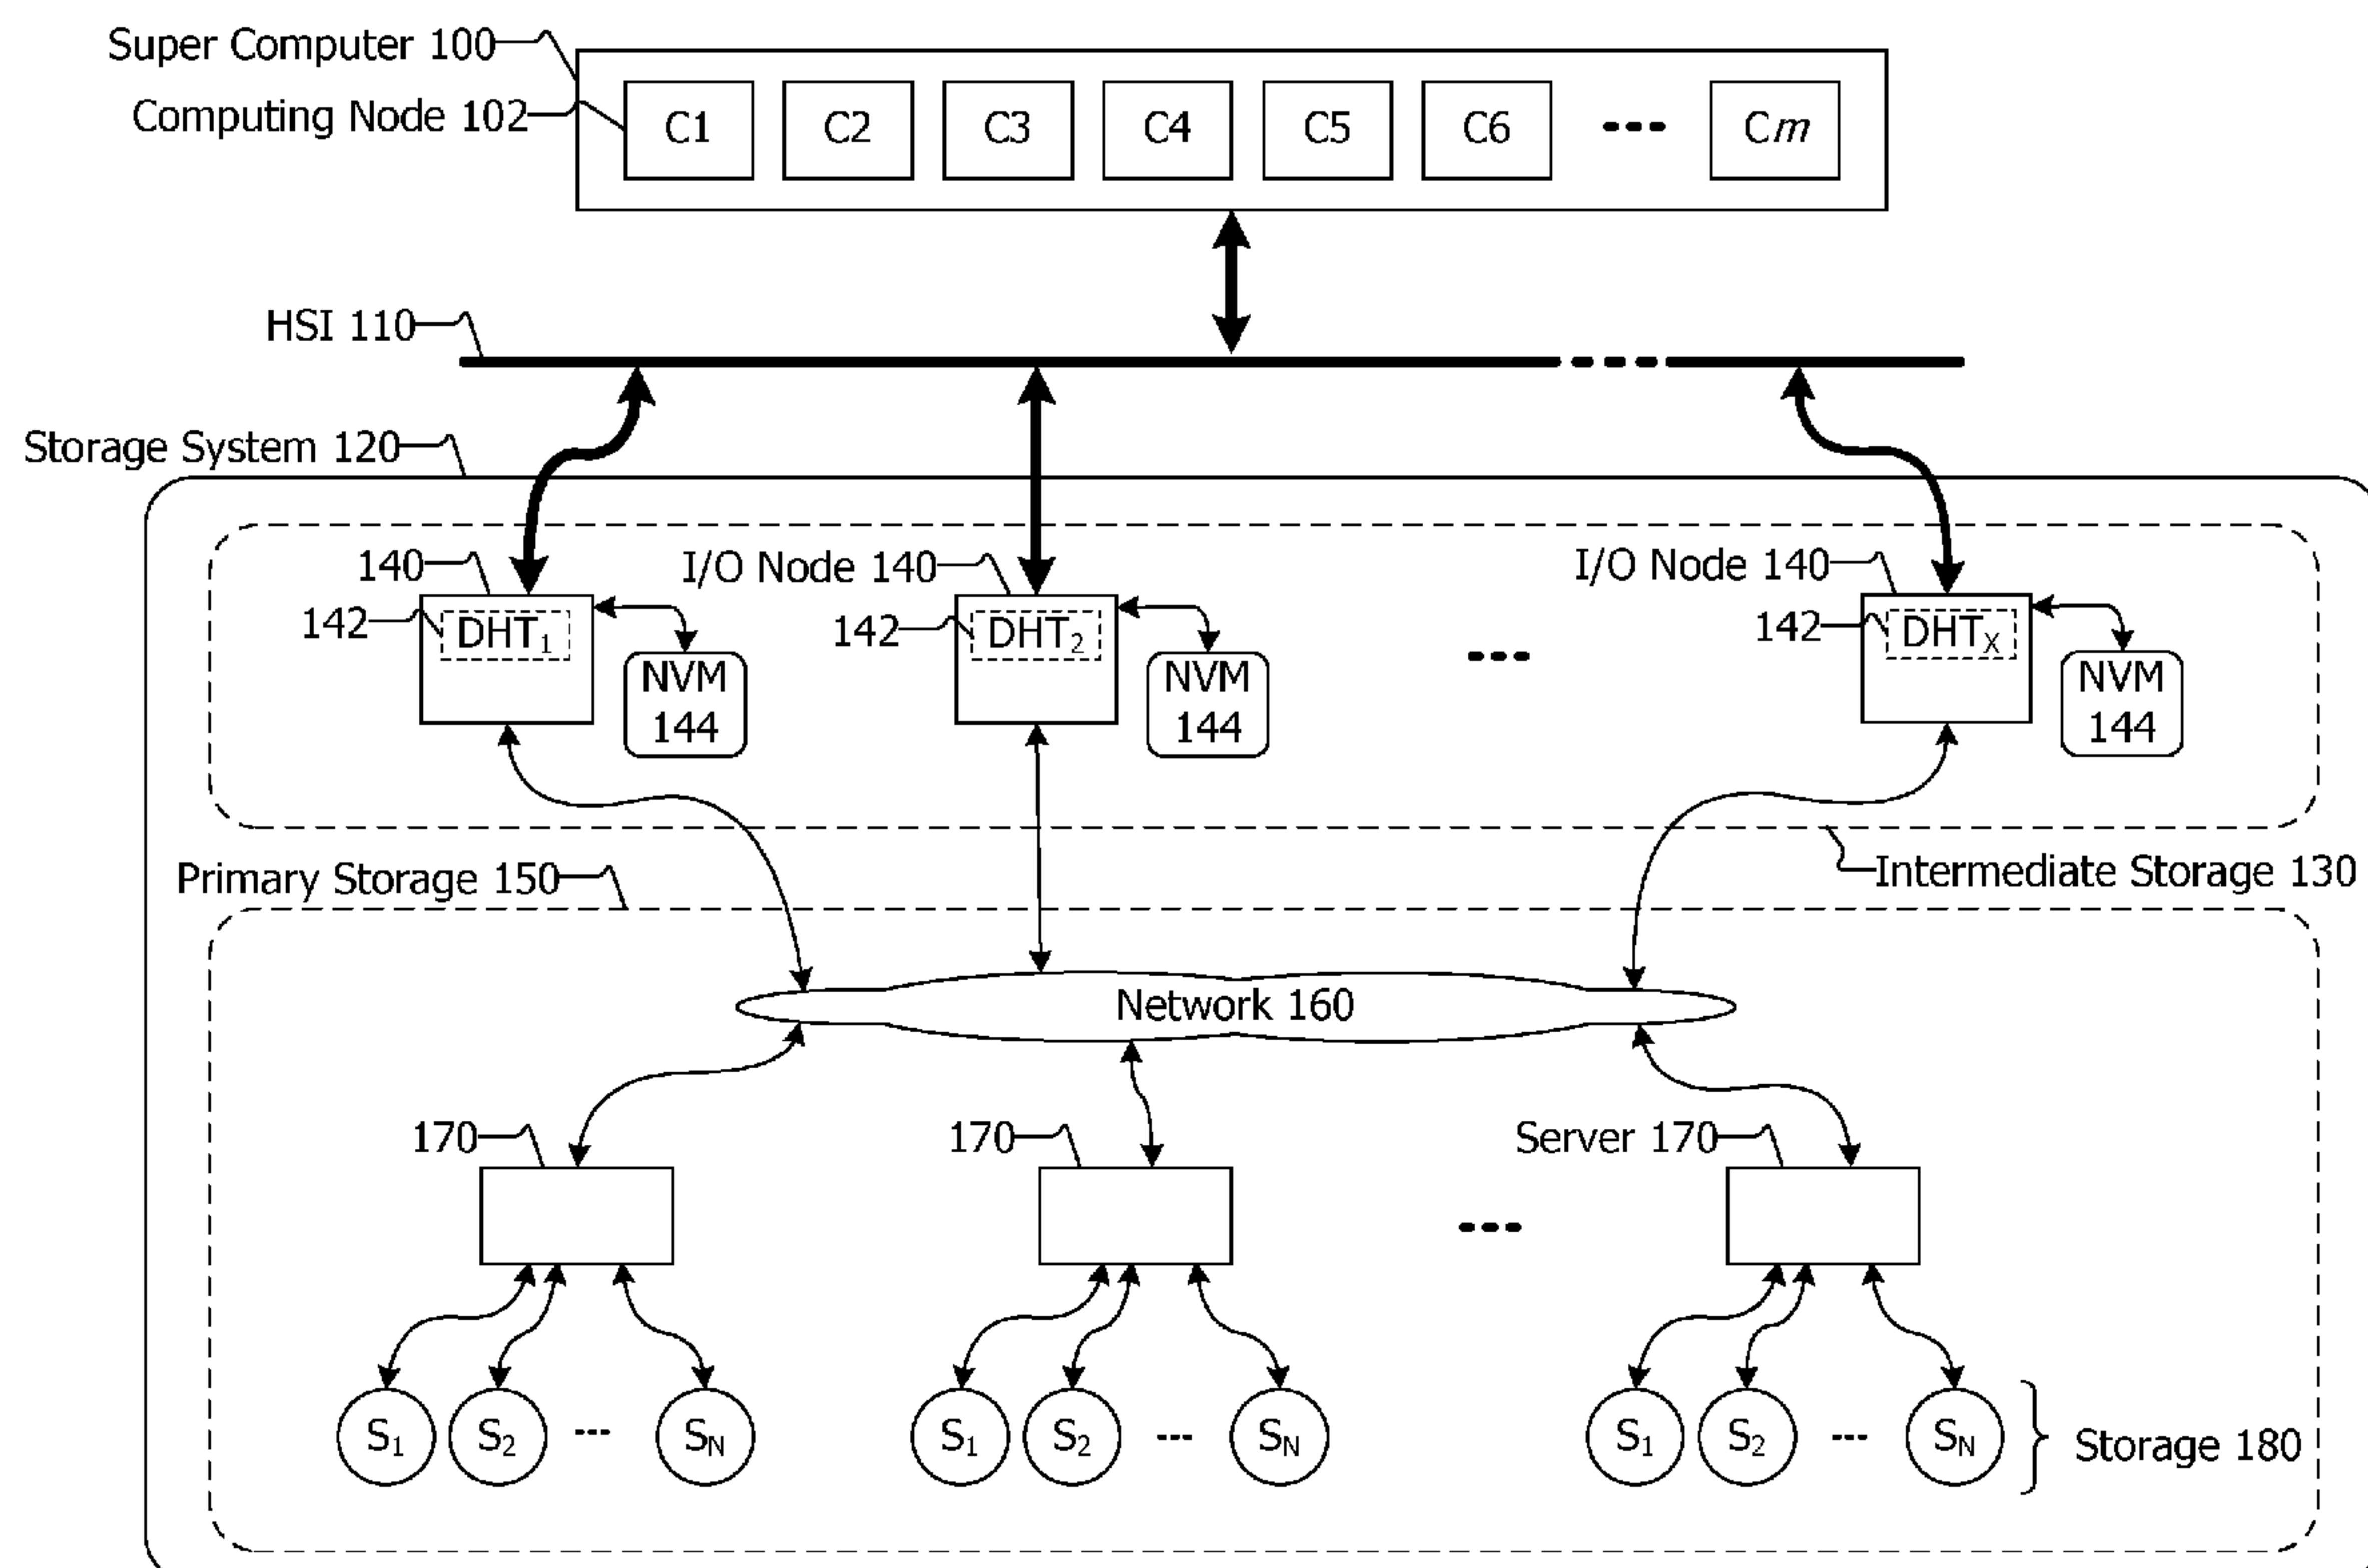 Super Computer 100
Computing Node 102
C1 C2 C3 C4 C5 C6 --- Cm
HSI 110
Storage System 120
140 I/O Node 140 I/O Node 140
142 DHT1 142 DHT2 --- 142 DHTX
NVM 144 NVM 144 NVM 144
Primary Storage 150
Intermediate Storage 130
Network 160
170 170 Server 170
---
S1 S2 --- SN S1 S2 --- SN S1 S2 --- SN
Storage 180